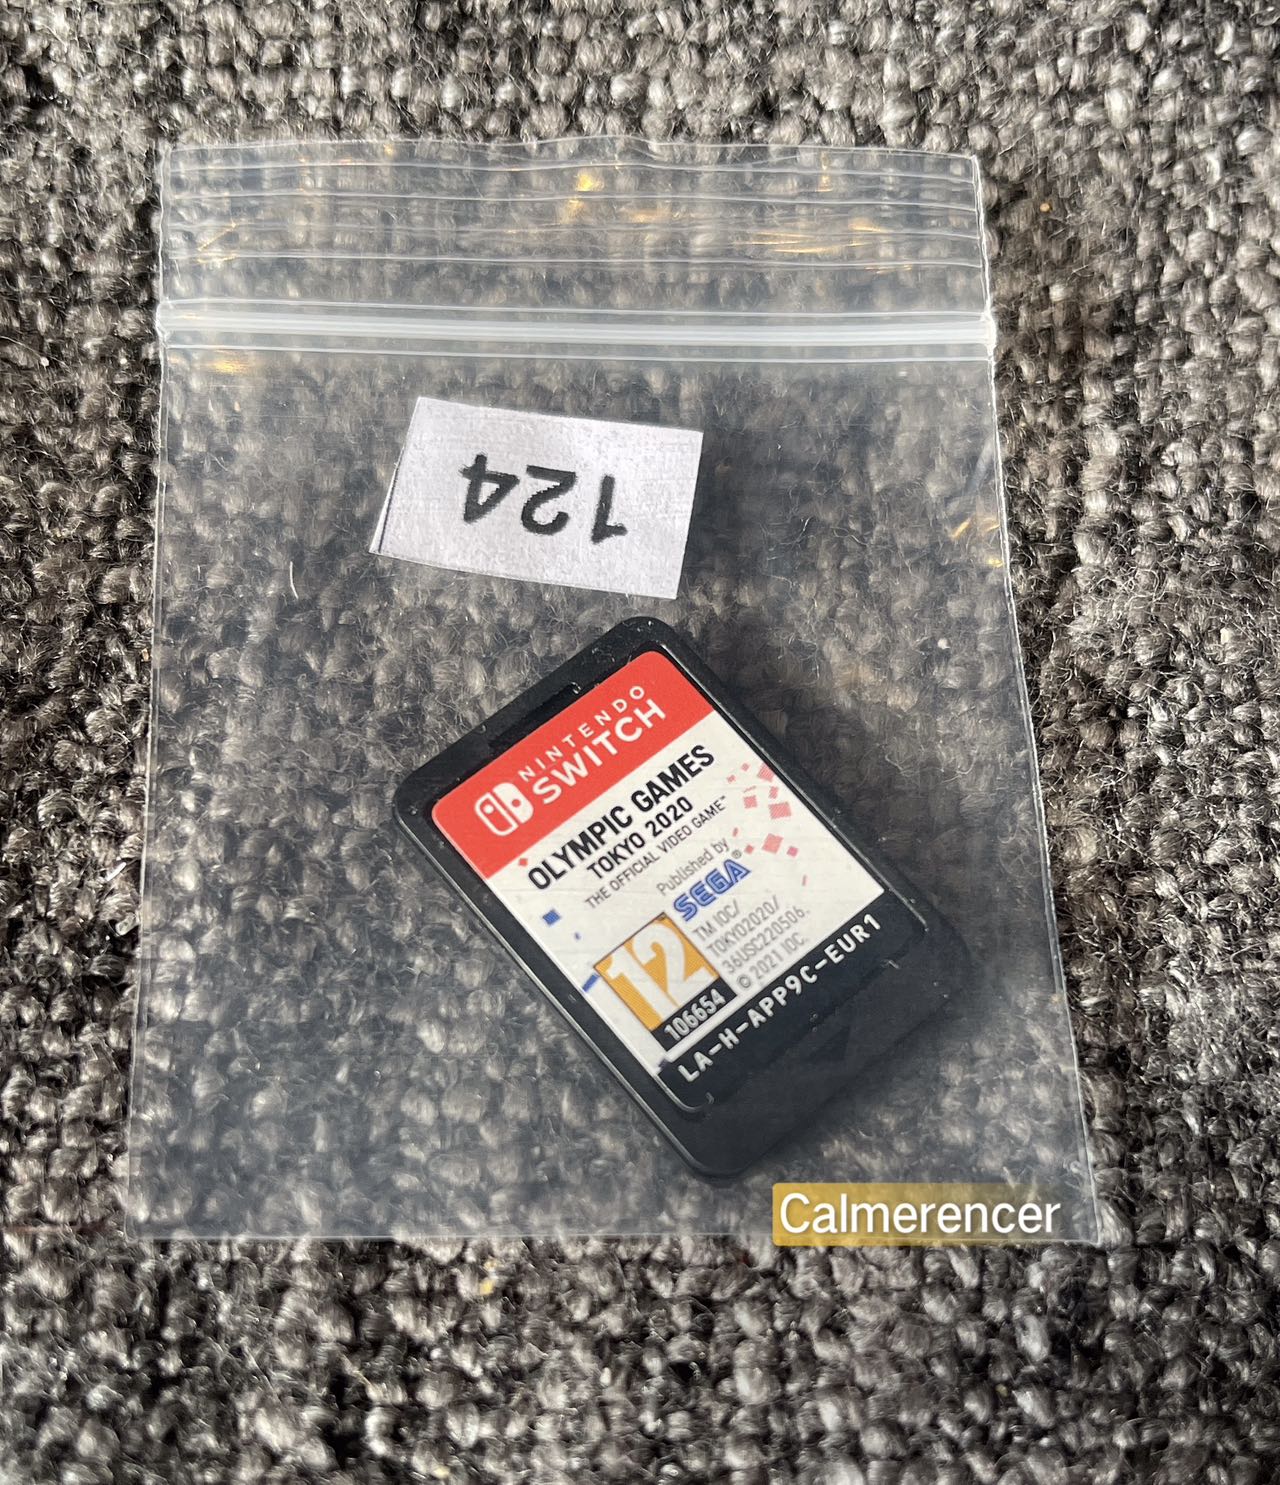 124
NINTENDO
SWITCH
OLYMPIC GAMES
TOKYO 2020
THE OFFICIAL VIDEO GAME™
Published by
SEGA®
TM IOC/
TOKYO2020/
36USC220506.
© 2021 IOC.
12
106654
LA-H-APP9C-EUR1
Calmerencer